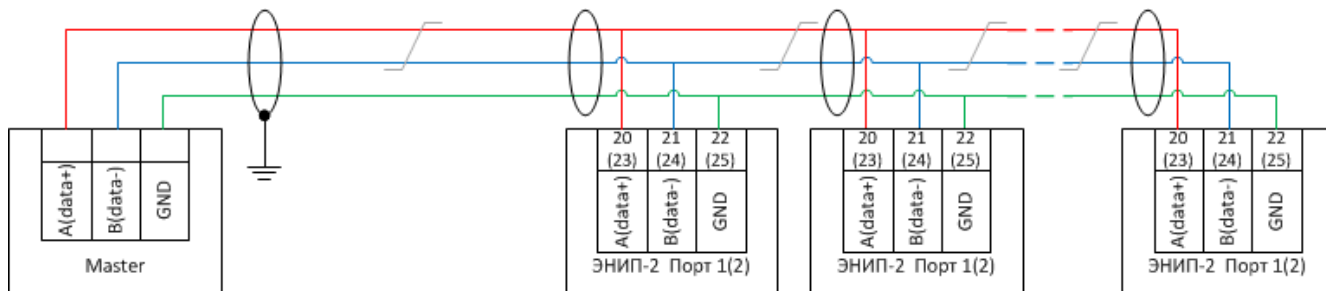 A(data+) B(data-) GND
Master
20 21 22
(23) (24) (25)
A(data+) B(data-) GND
ЭНИП-2 Порт 1(2)
20 21 22
(23) (24) (25)
A(data+) B(data-) GND
ЭНИП-2 Порт 1(2)
20 21 22
(23) (24) (25)
A(data+) B(data-) GND
ЭНИП-2 Порт 1(2)